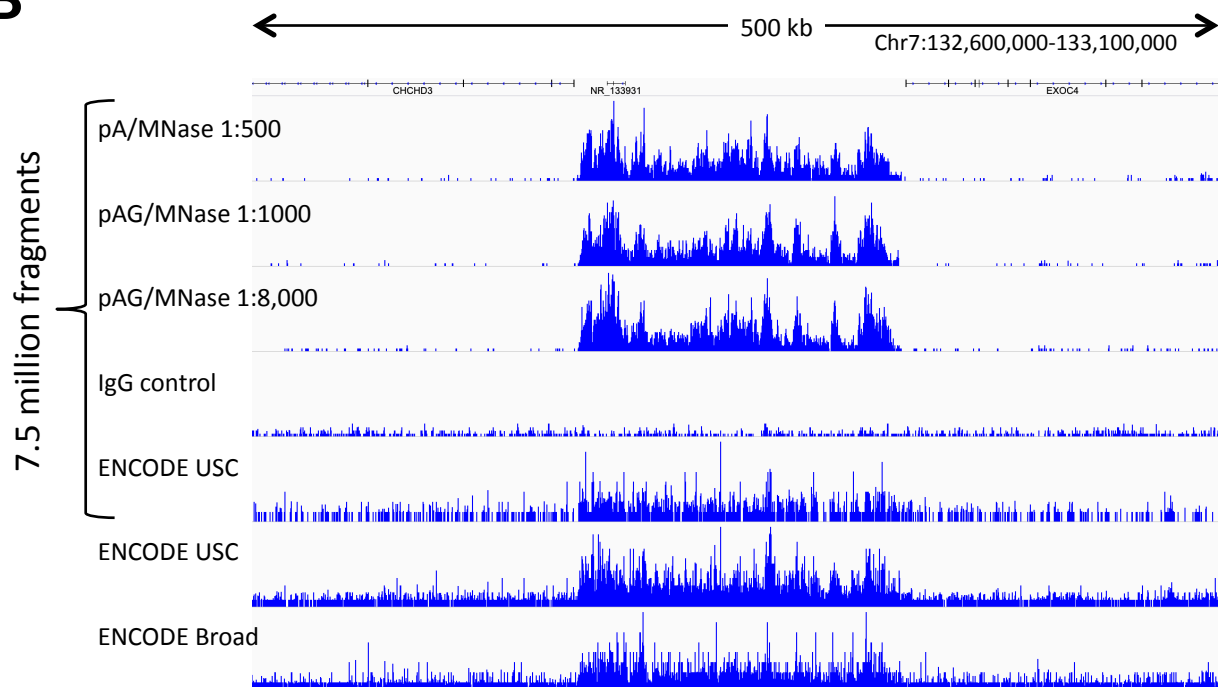 B
500 kb
Chr7:132,600,000-133,100,000
CHCHD3 NR_133931 EXOC4
7.5 million fragments
pA/MNase 1:500
pAG/MNase 1:1000
pAG/MNase 1:8,000
IgG control
ENCODE USC
ENCODE USC
ENCODE Broad